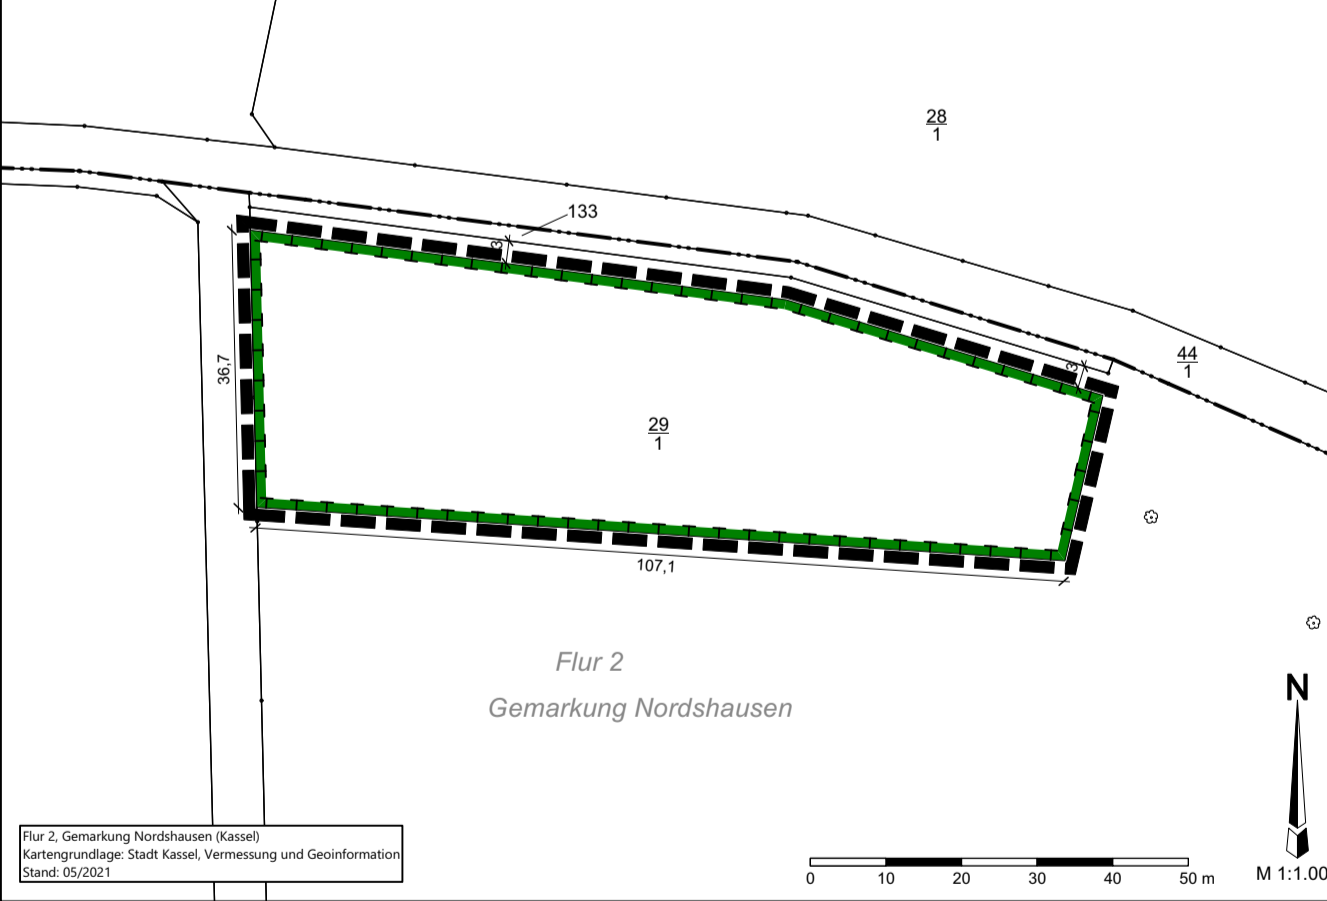 28
1
133
3
3
44
1
36,7
29
1
107,1
Flur 2
Gemarkung Nordshausen
N
Flur 2, Gemarkung Nordshausen (Kassel)
Kartengrundlage: Stadt Kassel, Vermessung und Geoinformation
Stand: 05/2021
0 10 20 30 40 50 m
M 1:1.00